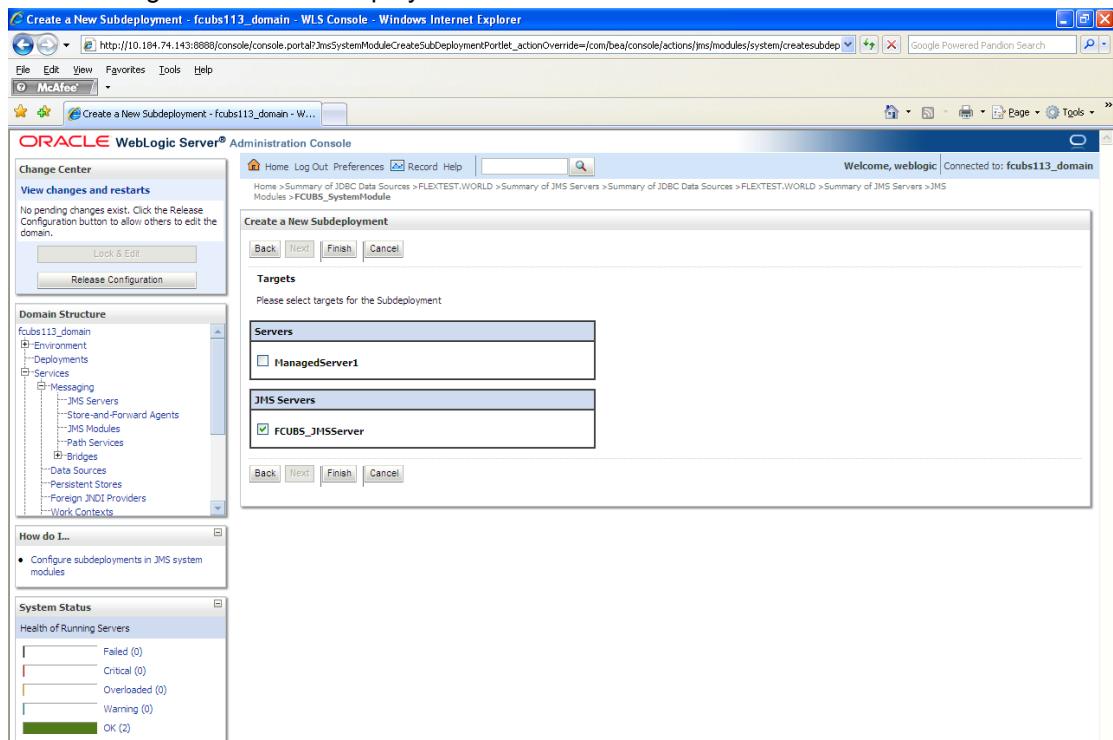 Create a New Subdeployment - fcubs113_domain - WLS Console - Windows Internet Explorer
http://10.184.74.143:8888/console/console.portal?JmsSystemModuleCreateSubDeploymentPortlet_actionOverride=/com/bea/console/actions/jms/modules/system/createsubdep
Google Powered Pandion Search
File Edit View Favorites Tools Help
McAfee
Create a New Subdeployment - fcubs113_domain - W...
Page Tools »
ORACLE WebLogic Server® Administration Console
Change Center
View changes and restarts
No pending changes exist. Click the Release
Configuration button to allow others to edit the
domain.
Lock & Edit
Release Configuration
Domain Structure
fcubs113_domain
Environment
Deployments
Services
Messaging
JMS Servers
Store-and-Forward Agents
JMS Modules
Path Services
Bridges
Data Sources
Persistent Stores
Foreign JNDI Providers
Work Contexts
How do I...
Configure subdeployments in JMS system
modules
System Status
Health of Running Servers
Failed (0)
Critical (0)
Overloaded (0)
Warning (0)
OK (2)
Home Log Out Preferences Record Help
Welcome, weblogic Connected to: fcubs113_domain
Home >Summary of JDBC Data Sources >FLEXTEST.WORLD >Summary of JMS Servers >Summary of JDBC Data Sources >FLEXTEST.WORLD >Summary of JMS Servers >JMS
Modules >FCUBS_SystemModule
Create a New Subdeployment
Back Next Finish Cancel
Targets
Please select targets for the Subdeployment
Servers
ManagedServer1
JMS Servers
FCUBS_JMSServer
Back Next Finish Cancel